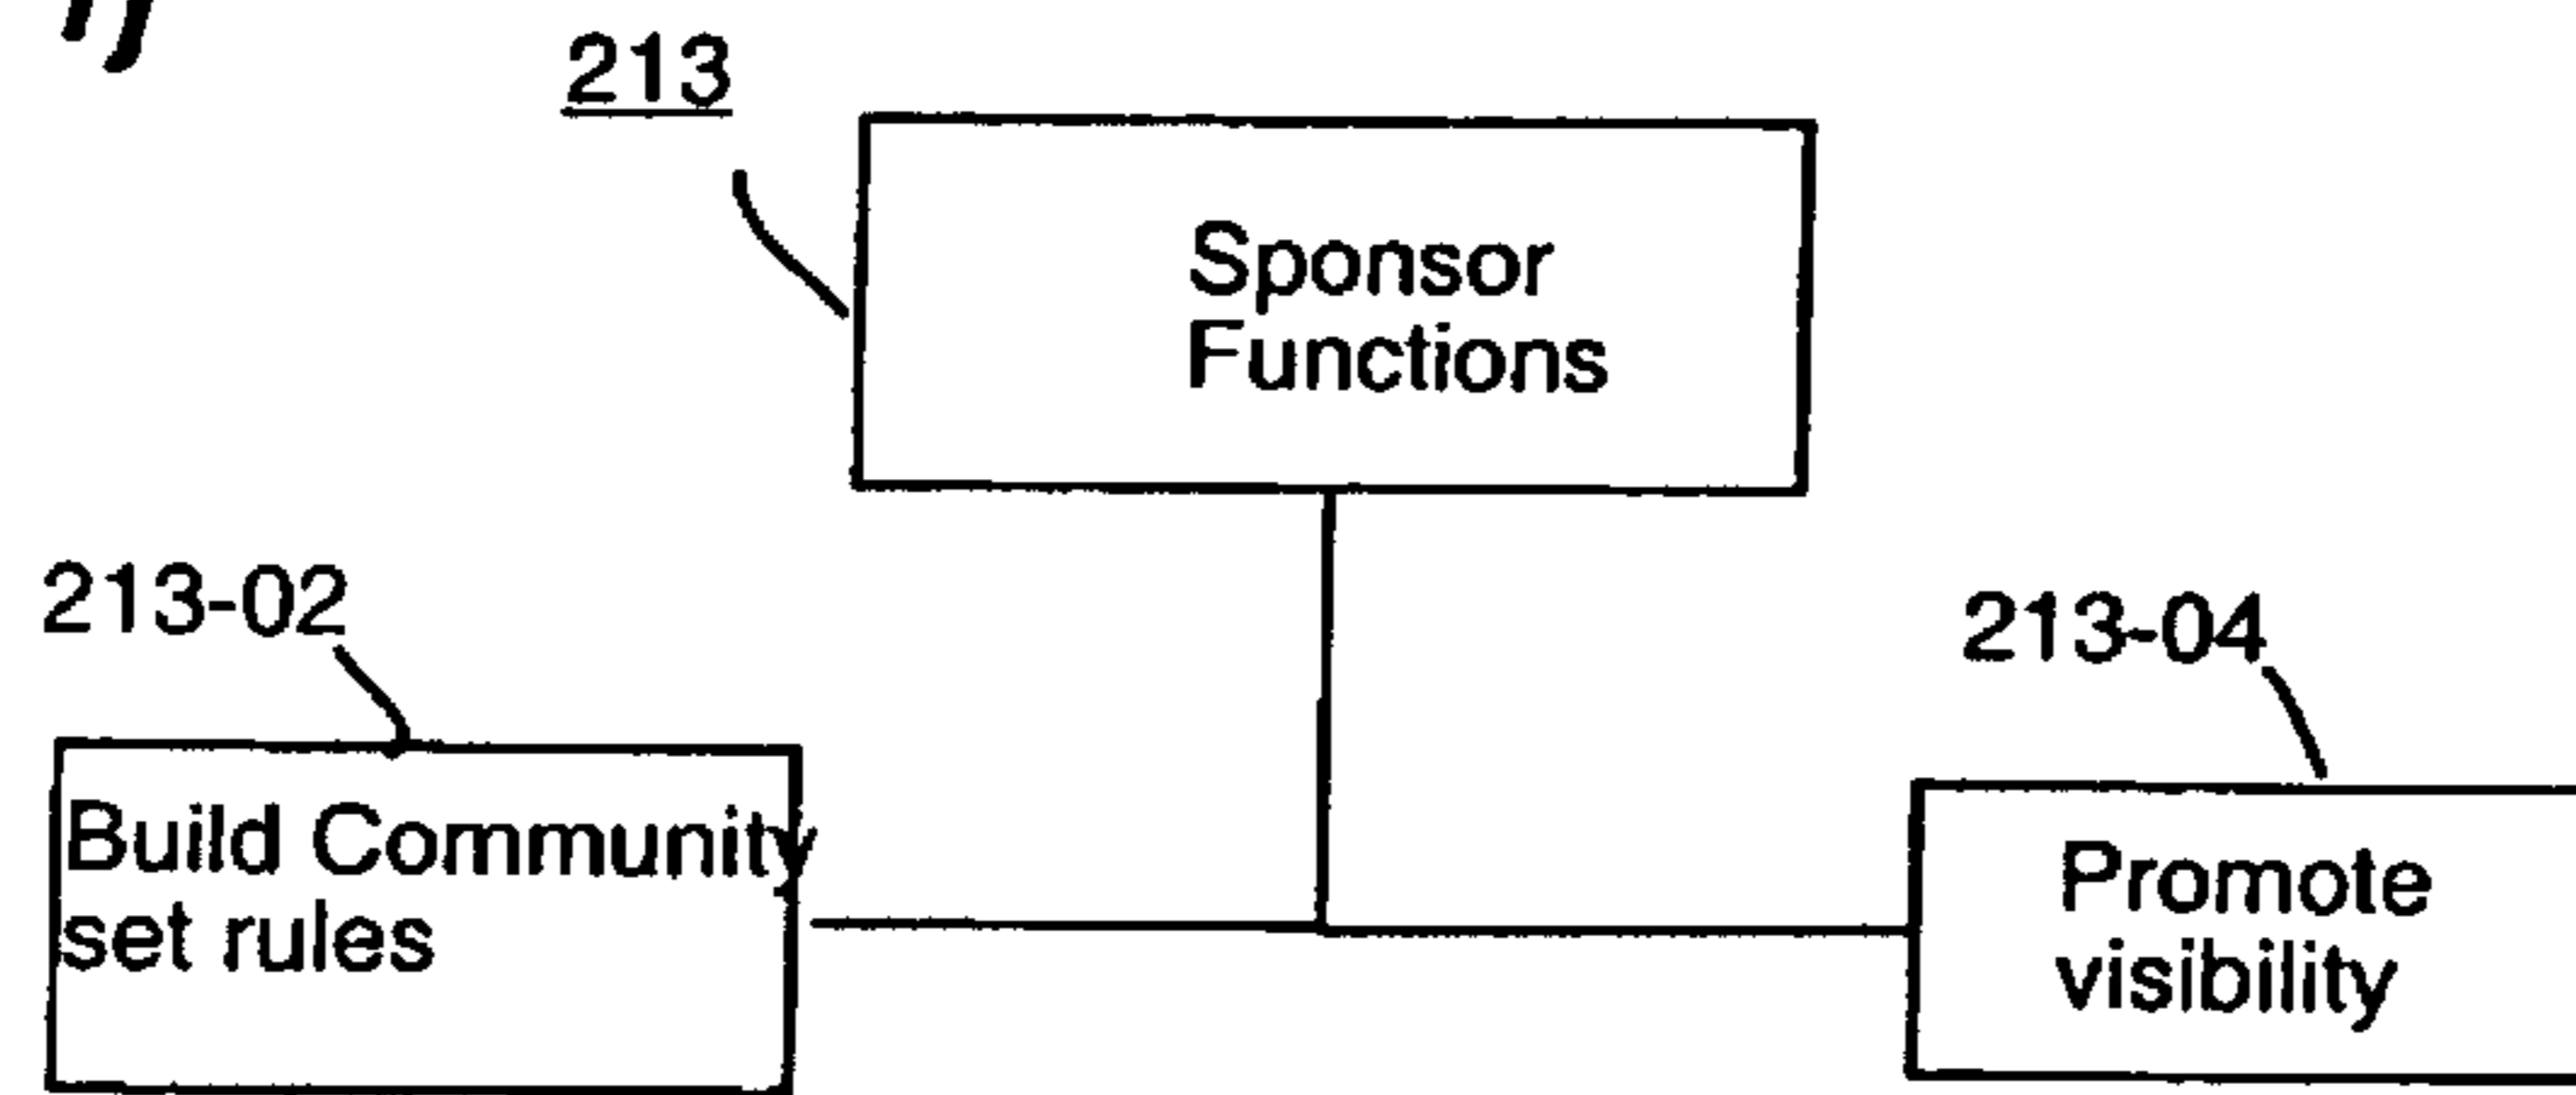 213
Sponsor
Functions
213-02
213-04
Build Community
set rules
Promote
visibility